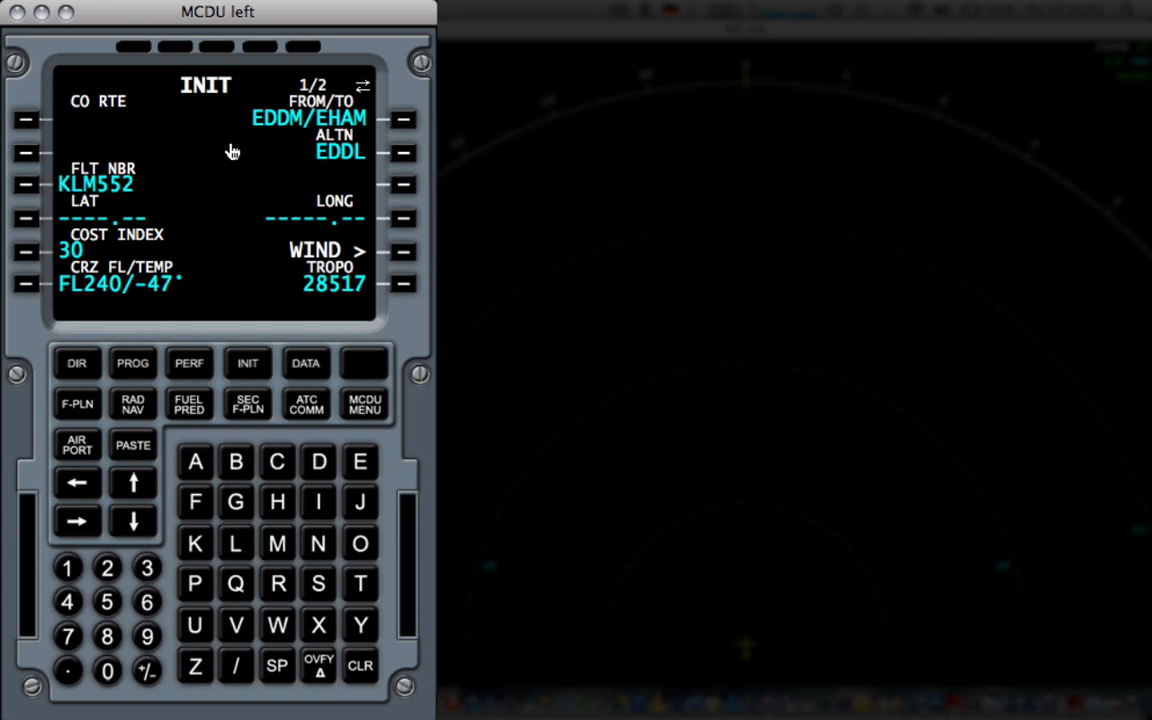 MCDU left
INIT 1/2 ⇄
CO RTE FROM/TO
EDDM/EHAM
ALTN
EDDL
FLT NBR
KLM552
LAT LONG
----.-- -----.--
COST INDEX
30 WIND >
CRZ FL/TEMP TROPO
FL240/-47° 28517
DIR PROG PERF INIT DATA
F-PLN RAD NAV FUEL PRED SEC F-PLN ATC COMM MCDU MENU
AIR PORT PASTE
← ↑
→ ↓
A B C D E
F G H I J
K L M N O
P Q R S T
U V W X Y
Z / SP OVFY Δ CLR
1 2 3
4 5 6
7 8 9
. 0 +/-